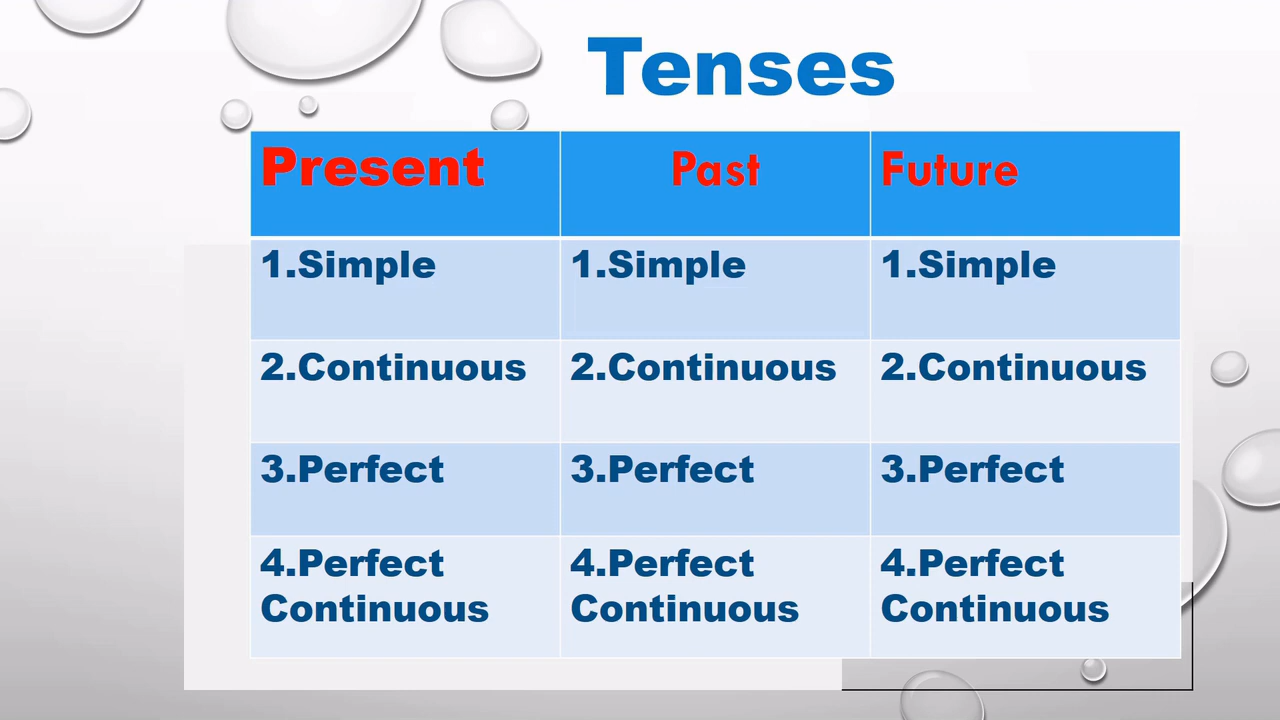 Tenses
Present Past Future
1.Simple 1.Simple 1.Simple
2.Continuous 2.Continuous 2.Continuous
3.Perfect 3.Perfect 3.Perfect
4.Perfect 4.Perfect 4.Perfect
Continuous Continuous Continuous